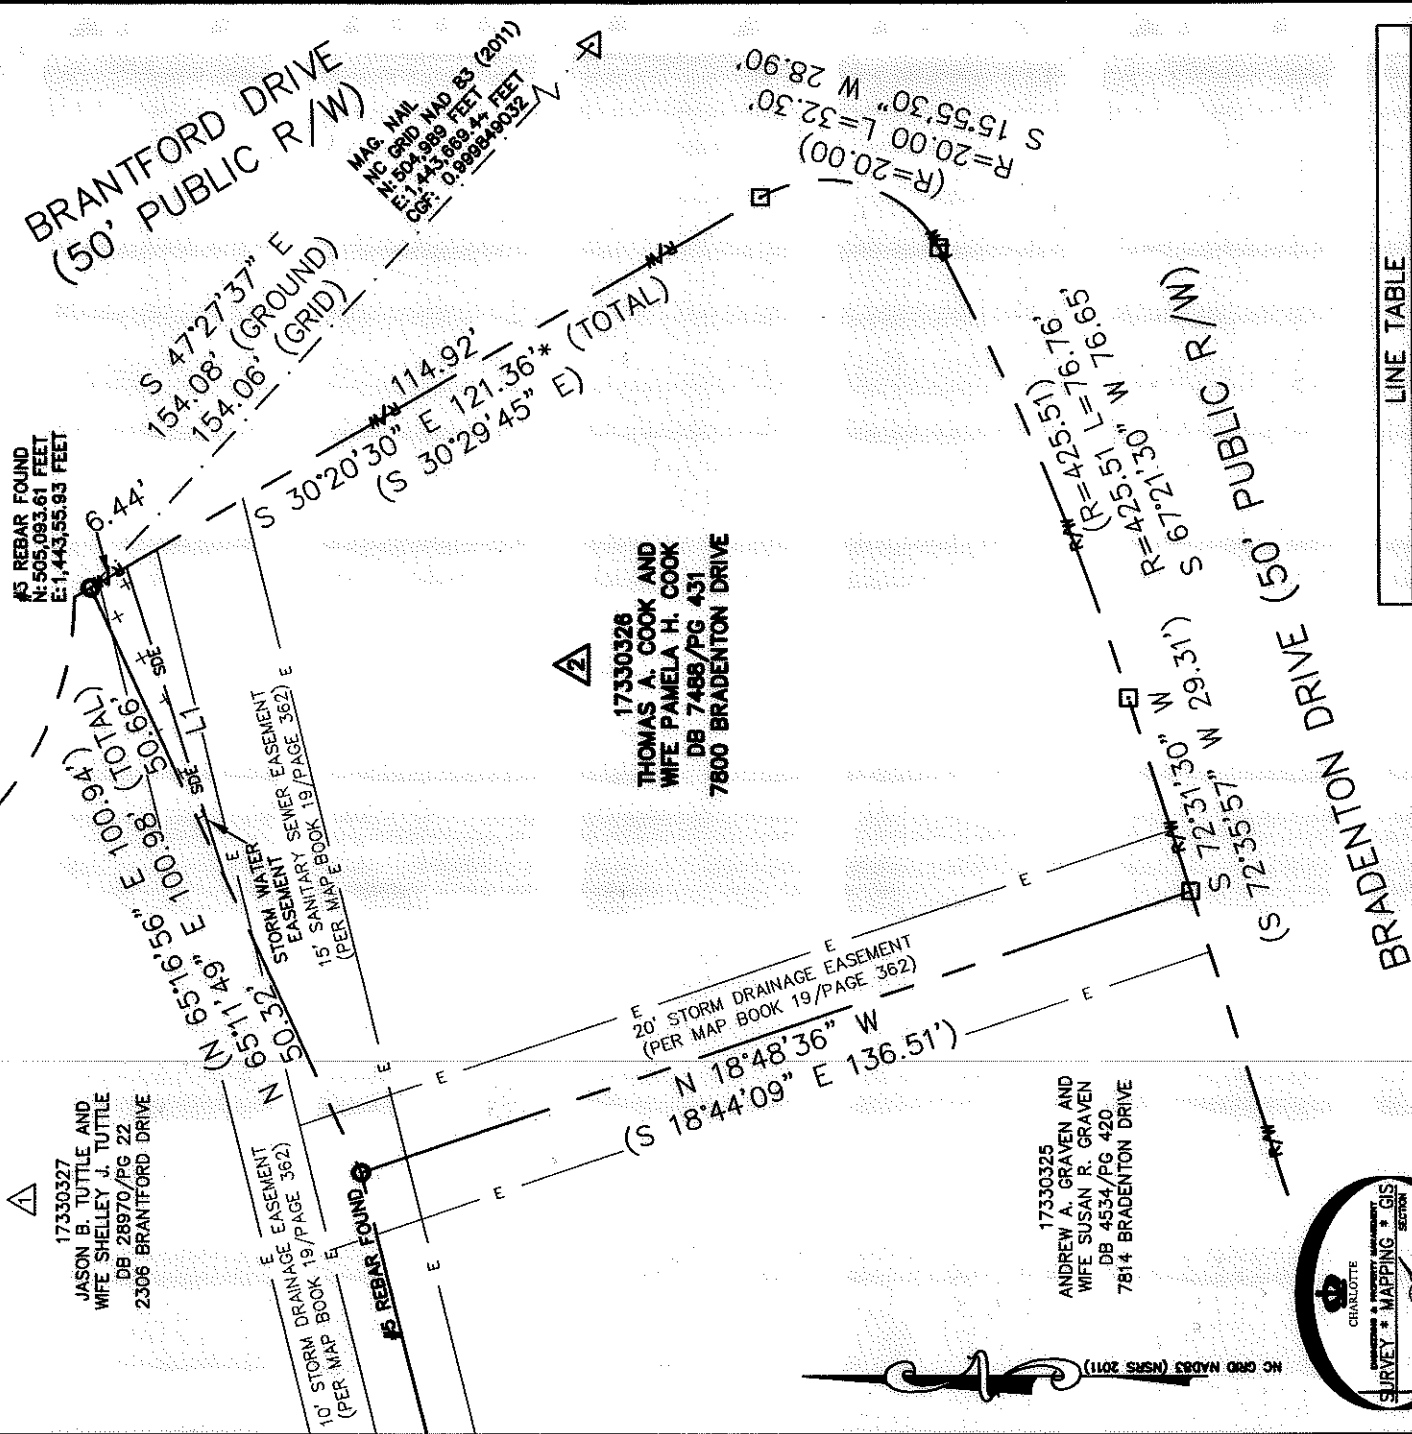 BRANTFORD DRIVE
(50' PUBLIC R/W)
MAG. NAIL
NC GRID NAD 83 (2011)
N: 504,989 FEET
E: 1,443,669.44 FEET
CGF: 0.999849032
S 47°27'37" E
154.08' (GROUND)
154.06' (GRID)
#5 REBAR FOUND
N: 505,093.61 FEET
E: 1,443,55.93 FEET
6.44'
114.92'
S 30°20'30" E 121.36'* (TOTAL)
(S 30°29'45" E)
(R=20.00)
R=20.00 L=32.30'
S 15°55'30" W 28.90'
(R=425.51)
R=425.51 L=76.76'
S 67°21'30" W 76.65'
R/W
BRADENTON DRIVE (50' PUBLIC R/W)
S 72°31'30" W
(S 72°35'57" W 29.31')
R/W
R/W
LINE TABLE
2
17330326
THOMAS A. COOK AND
WIFE PAMELA H. COOK
DB 7488/PG 431
7800 BRADENTON DRIVE
(N 65°16'56" E 100.94')
N 65°11'49" E 100.98' (TOTAL)
50.32'
50.66'
SDE
SDE
L1
STORM WATER
EASEMENT
15' SANITARY SEWER EASEMENT
(PER MAP BOOK 19/PAGE 362)
E
E
E
E
E
20' STORM DRAINAGE EASEMENT
(PER MAP BOOK 19/PAGE 362)
E
E
E
E
E
E
N 18°48'36" W
(S 18°44'09" E 136.51')
1
17330327
JASON B. TUTTLE AND
WIFE SHELLEY J. TUTTLE
DB 28970/PG 22
2306 BRANTFORD DRIVE
10' STORM DRAINAGE EASEMENT
(PER MAP BOOK 19/PAGE 362)
E
E
#5 REBAR FOUND
17330325
ANDREW A. GRAVEN AND
WIFE SUSAN R. GRAVEN
DB 4534/PG 420
7814 BRADENTON DRIVE
NC GRID NAD83 (NSRS 2011)
CHARLOTTE
ENGINEERING & PROPERTY MANAGEMENT
SURVEY * MAPPING * GIS
SECTION